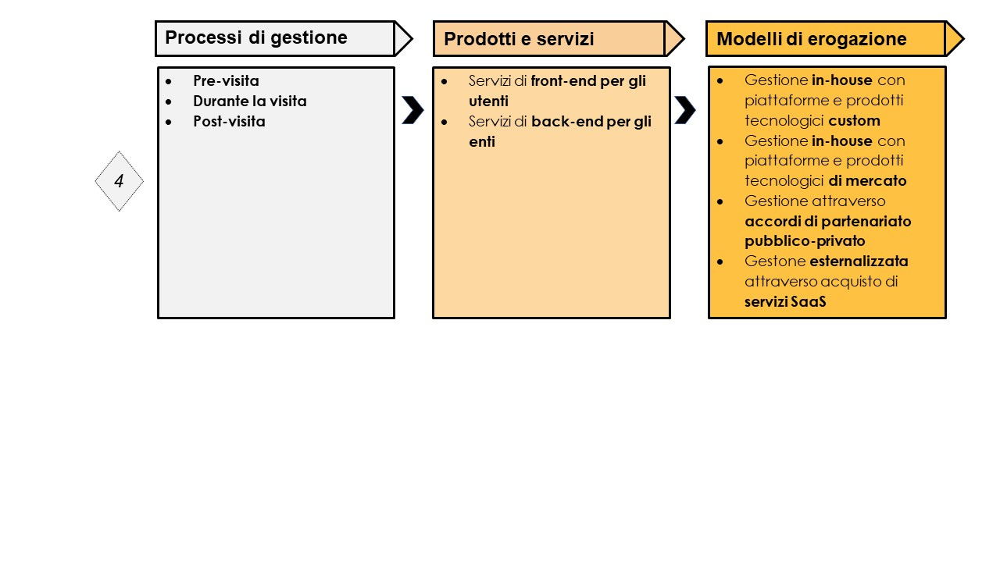 Processi di gestione
Prodotti e servizi
Modelli di erogazione
4
• Pre-visita
• Durante la visita
• Post-visita
• Servizi di front-end per gli
utenti
• Servizi di back-end per gli
enti
• Gestione in-house con
piattaforme e prodotti
tecnologici custom
• Gestione in-house con
piattaforme e prodotti
tecnologici di mercato
• Gestione attraverso
accordi di partenariato
pubblico-privato
• Gestone esternalizzata
attraverso acquisto di
servizi SaaS